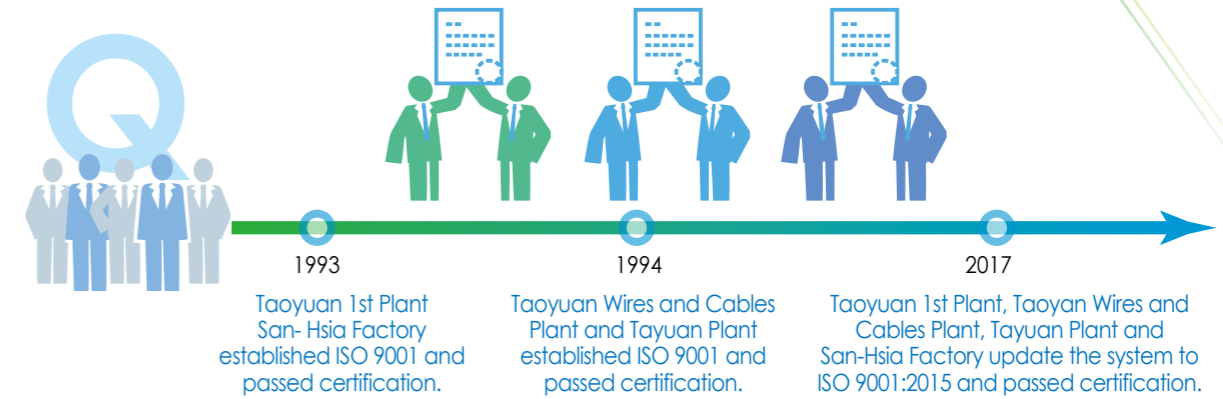 Q
1993
Taoyuan 1st Plant
San- Hsia Factory
established ISO 9001 and
passed certification.
1994
Taoyuan Wires and Cables
Plant and Tayuan Plant
established ISO 9001 and
passed certification.
2017
Taoyuan 1st Plant, Taoyan Wires and
Cables Plant, Tayuan Plant and
San-Hsia Factory update the system to
ISO 9001:2015 and passed certification.